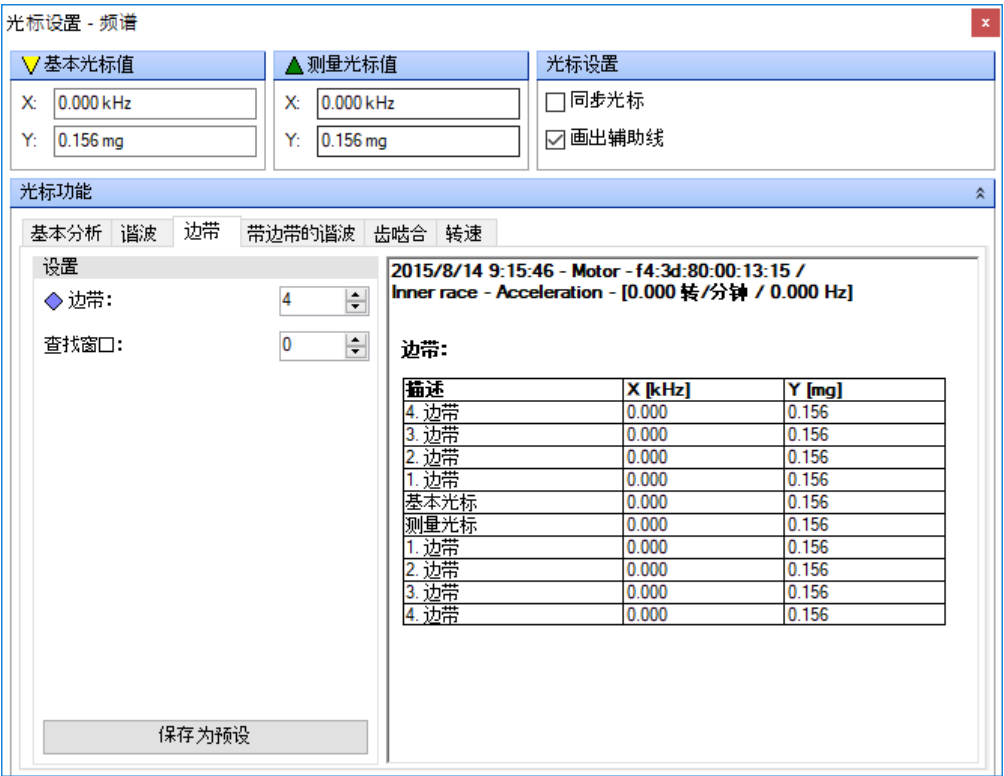 光标设置 - 频谱
x
基本光标值
X: 0.000 kHz
Y: 0.156 mg
测量光标值
X: 0.000 kHz
Y: 0.156 mg
光标设置
同步光标
画出辅助线
光标功能
基本分析 谐波 边带 带边带的谐波 齿啮合 转速
设置
边带: 4
查找窗口: 0
保存为预设
2015/8/14 9:15:46 - Motor - f4:3d:80:00:13:15 /
Inner race - Acceleration - [0.000 转/分钟 / 0.000 Hz]
边带:
描述 X [kHz] Y [mg]
4. 边带 0.000 0.156
3. 边带 0.000 0.156
2. 边带 0.000 0.156
1. 边带 0.000 0.156
基本光标 0.000 0.156
测量光标 0.000 0.156
1. 边带 0.000 0.156
2. 边带 0.000 0.156
3. 边带 0.000 0.156
4. 边带 0.000 0.156